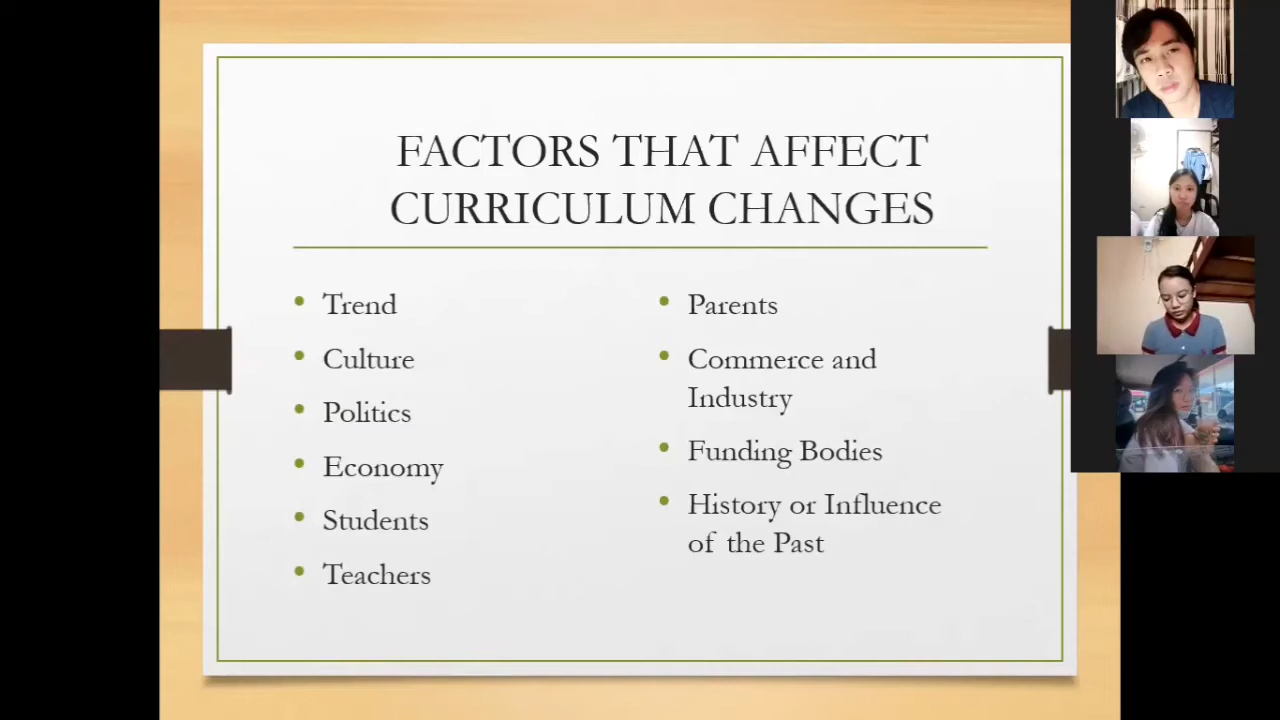 FACTORS THAT AFFECT
CURRICULUM CHANGES
• Trend
• Culture
• Politics
• Economy
• Students
• Teachers
• Parents
• Commerce and
Industry
• Funding Bodies
• History or Influence
of the Past